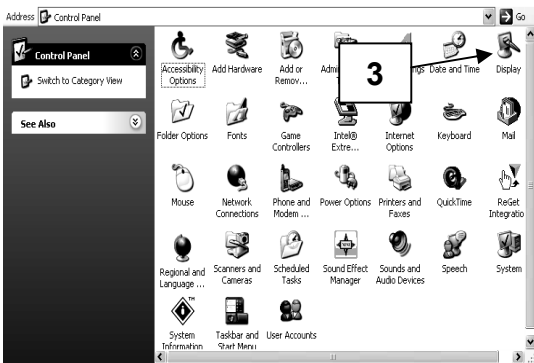 Address Control Panel Go
Control Panel
Switch to Category View
See Also
Accessibility Options
Add Hardware
Add or Remov...
3
Date and Time
Display
Folder Options
Fonts
Game Controllers
Intel® Extre...
Internet Options
Keyboard
Mail
Mouse
Network Connections
Phone and Modem ...
Power Options
Printers and Faxes
QuickTime
ReGet Integratio
Regional and Language ...
Scanners and Cameras
Scheduled Tasks
Sound Effect Manager
Sounds and Audio Devices
Speech
System
System Information
Taskbar and Start Menu
User Accounts